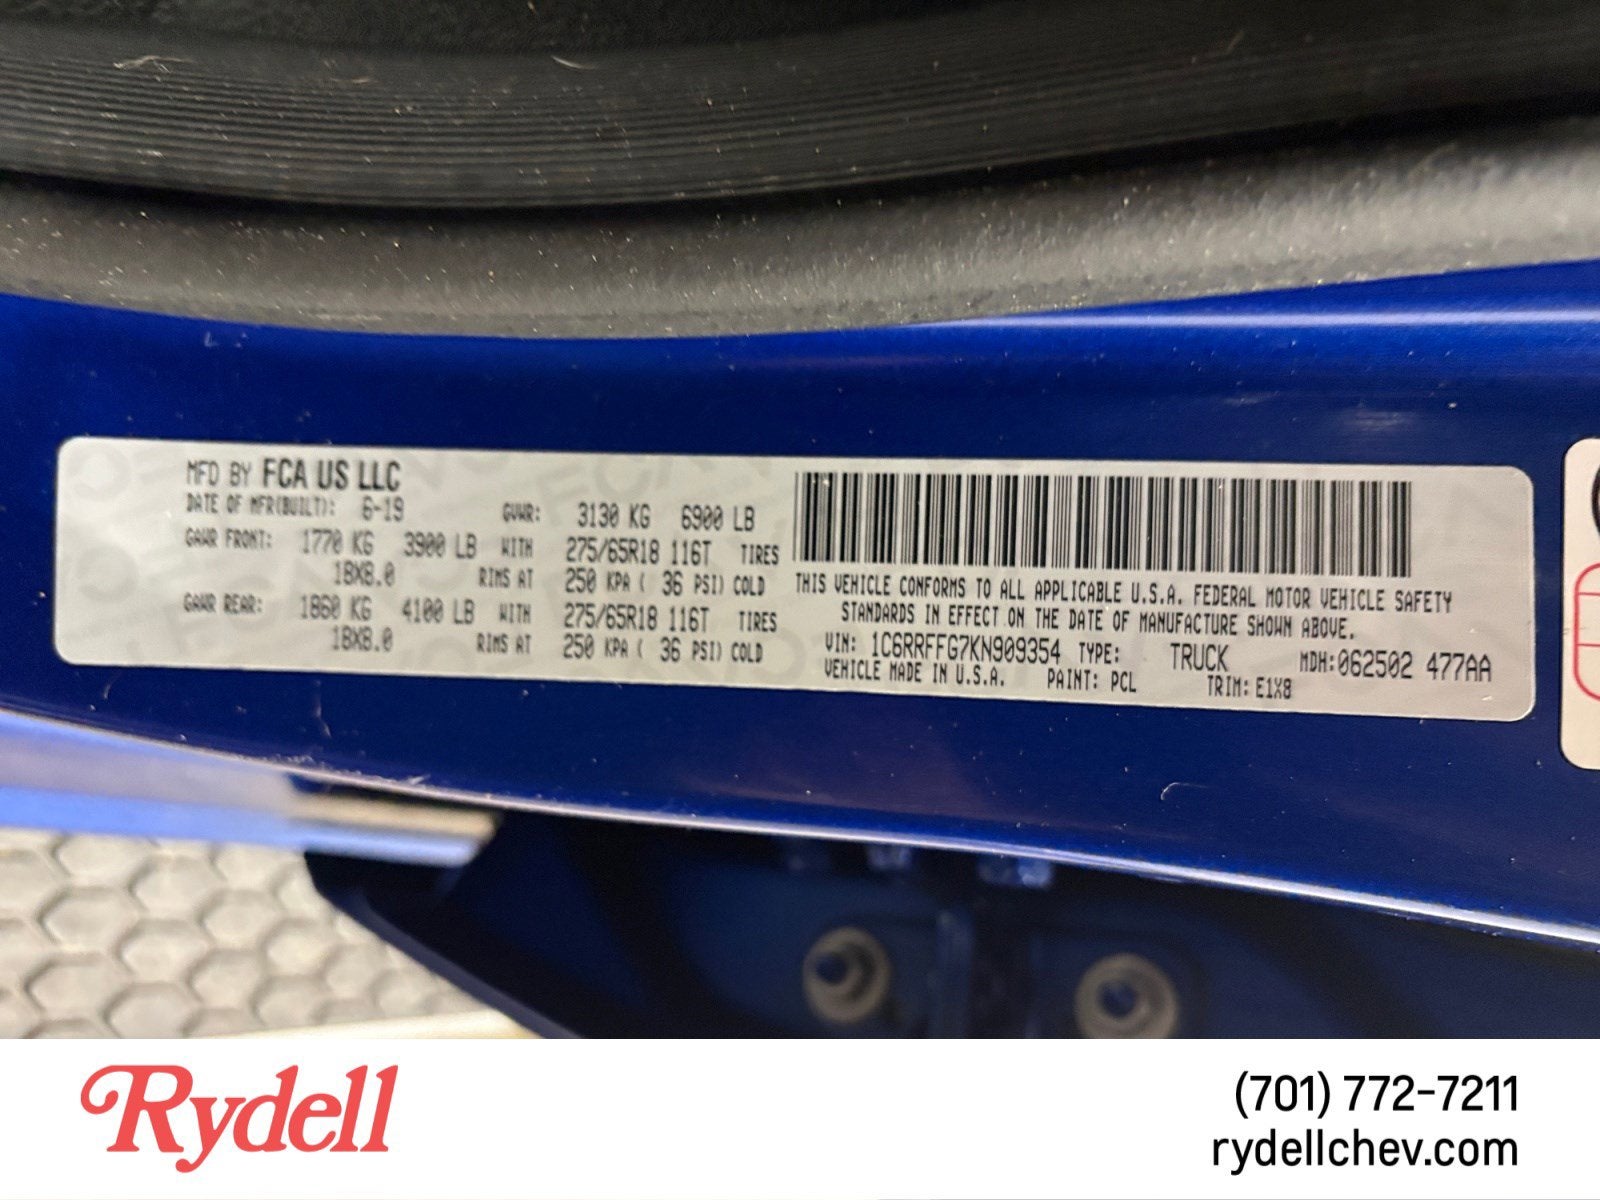 MFD BY FCA US LLC
DATE OF MFR(BUILT): 6-19 GVWR: 3130 KG 6900 LB
GAWR FRONT: 1770 KG 3900 LB WITH 275/65R18 116T TIRES
18X8.0 RIMS AT 250 KPA ( 36 PSI) COLD
GAWR REAR: 1860 KG 4100 LB WITH 275/65R18 116T TIRES
18X8.0 RIMS AT 250 KPA ( 36 PSI) COLD
THIS VEHICLE CONFORMS TO ALL APPLICABLE U.S.A. FEDERAL MOTOR VEHICLE SAFETY
STANDARDS IN EFFECT ON THE DATE OF MANUFACTURE SHOWN ABOVE.
VIN: 1C6RRFFG7KN909354 TYPE: TRUCK MDH:062502 477AA
VEHICLE MADE IN U.S.A. PAINT: PCL TRIM: E1X8
Rydell
(701) 772-7211
rydellchev.com